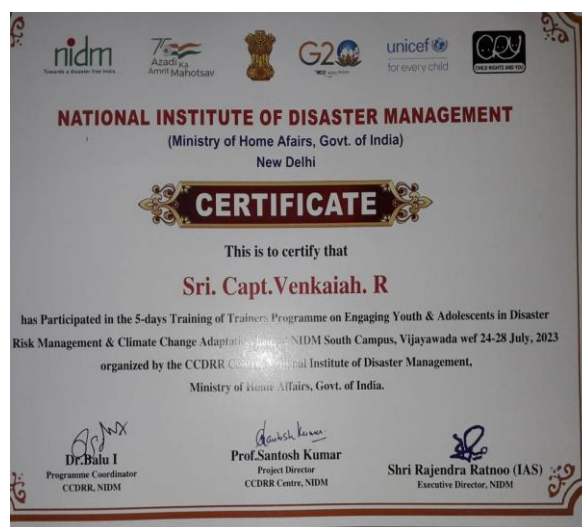 nidm
Towards a disaster free India
75
Azadi Ka
Amrit Mahotsav
G20
unicef
for every child
CRY
CHILD RIGHTS AND YOU
NATIONAL INSTITUTE OF DISASTER MANAGEMENT
(Ministry of Home Afairs, Govt. of India)
New Delhi
CERTIFICATE
This is to certify that
Sri. Capt.Venkaiah. R
has Participated in the 5-days Training of Trainers Programme on Engaging Youth & Adolescents in Disaster
Risk Management & Climate Change NIDM South Campus, Vijayawada wef 24-28 July, 2023
organized by the CCDRR Institute of Disaster Management,
Ministry of Home Affairs, Govt. of India.
Dr.Balu I
Programme Coordinator
CCDRR, NIDM
Santosh Kumar
Prof.Santosh Kumar
Project Director
CCDRR Centre, NIDM
Shri Rajendra Ratnoo (IAS)
Executive Director, NIDM